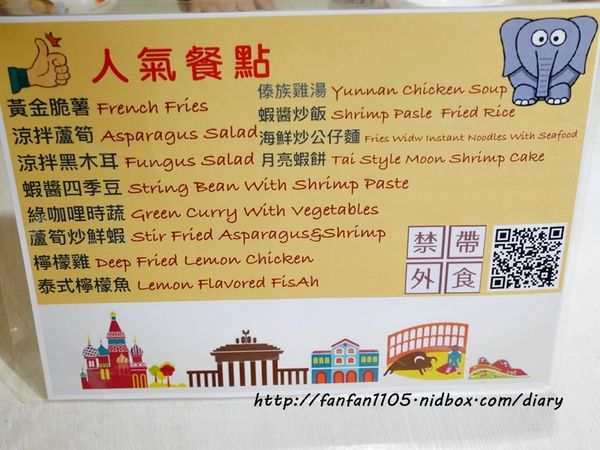 人氣餐點
黃金脆薯 French Fries
涼拌蘆筍 Asparagus Salad
涼拌黑木耳 Fungus Salad
蝦醬四季豆 String Bean With Shrimp Paste
綠咖哩時蔬 Green Curry With Vegetables
蘆筍炒鮮蝦 Stir Fried Asparagus&Shrimp
檸檬雞 Deep Fried Lemon Chicken
泰式檸檬魚 Lemon Flavored FisAh
傣族雞湯 Yunnan Chicken Soup
蝦醬炒飯 Shrimp Pasle Fried Rice
海鮮炒公仔麵 Fries Widw Instant Noodles With Seafood
月亮蝦餅 Tai Style Moon Shrimp Cake
禁帶
外食
http://fanfan1105.nidbox.com/diary